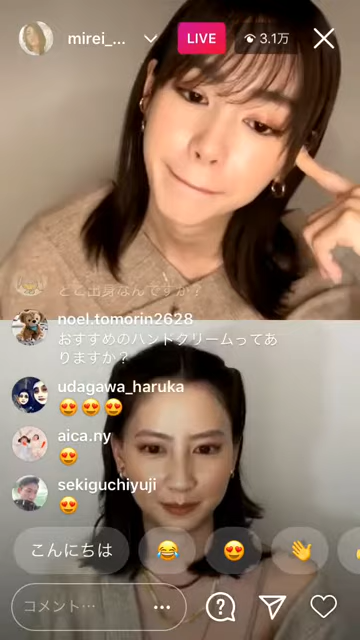 mirei_...
LIVE
3.1万
どこ出身なんですか？
noel.tomorin2628
おすすめのハンドクリームってあ
りますか？
udagawa_haruka
aica.ny
sekiguchiyuji
こんにちは
コメント…